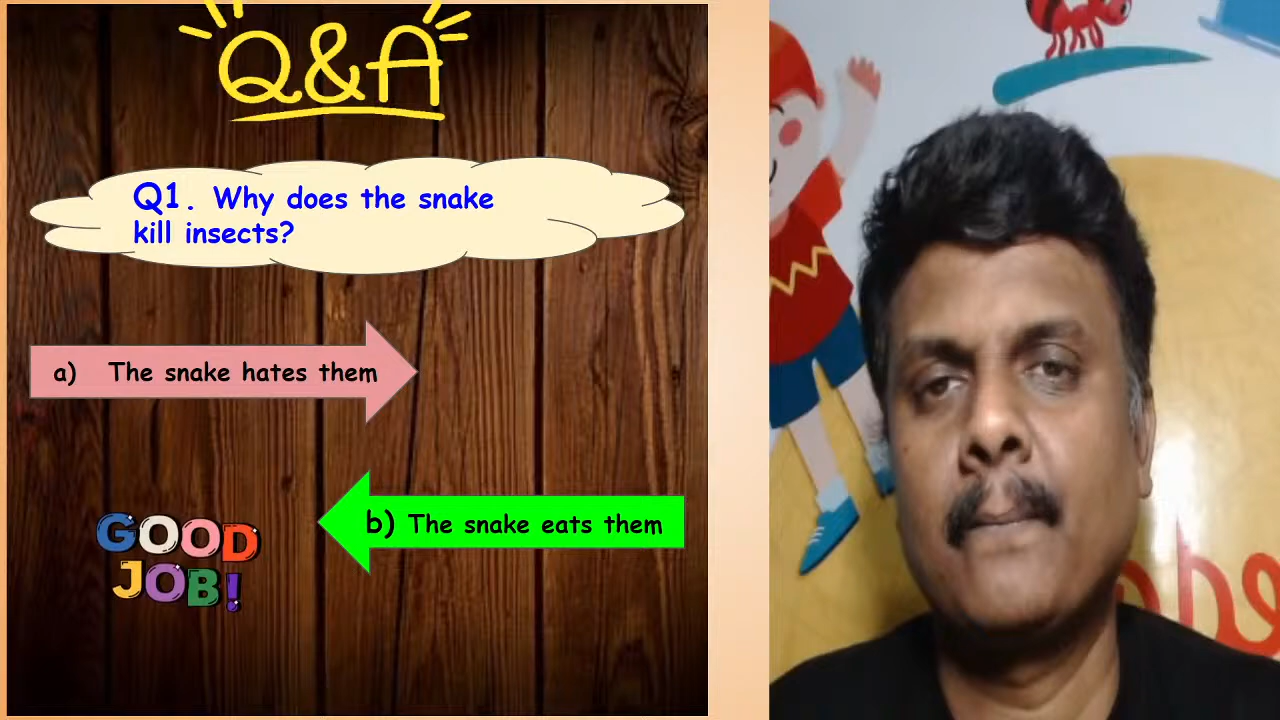 Q&A
Q1. Why does the snake
kill insects?
a) The snake hates them
b) The snake eats them
GOOD
JOB!